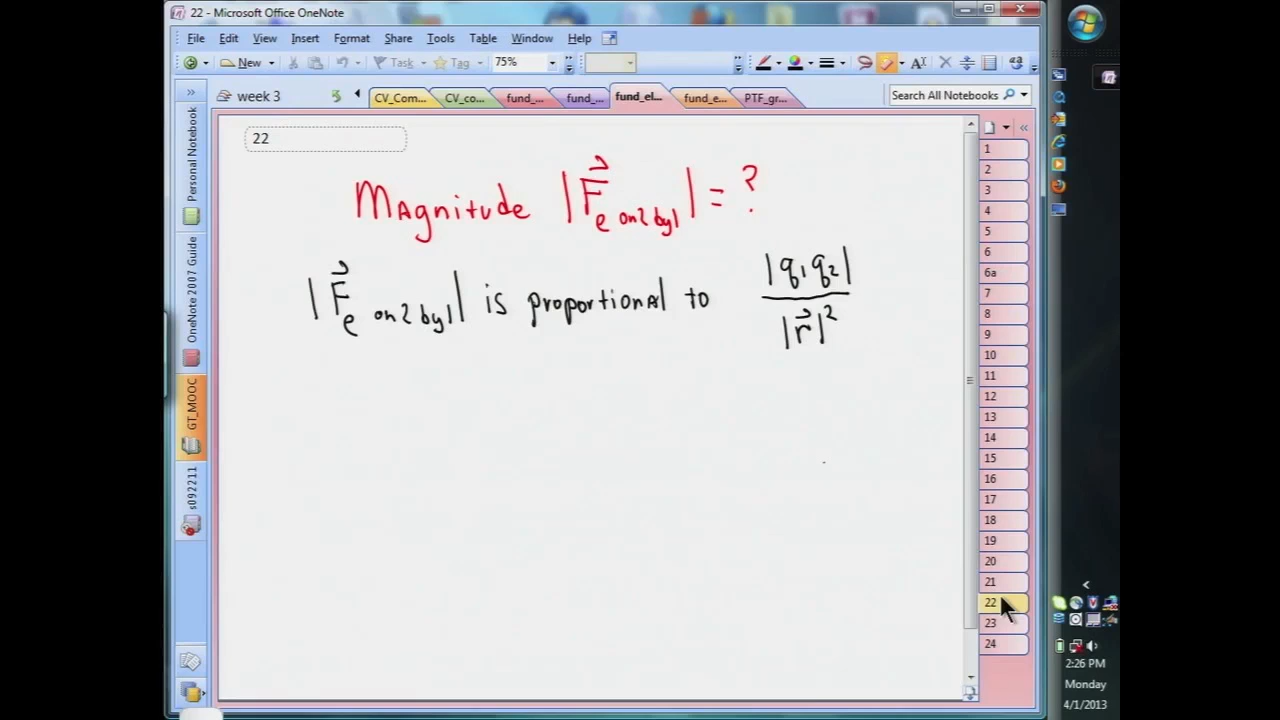 22 - Microsoft Office OneNote
File Edit View Insert Format Share Tools Table Window Help
New Task Tag 75%
» week 3 CV_Com... CV_co... fund_... fund_... fund_el... fund_e... PTF_gr... Search All Notebooks
22
Magnitude |F⃗e on 2 by 1| = ?
|F⃗e on 2 by 1| is proportional to |q₁q₂| / |r⃗|²
Personal Notebook
OneNote 2007 Guide
GT_MOOC
s092211
1
2
3
4
5
6
6a
7
8
9
10
11
12
13
14
15
16
17
18
19
20
21
22
23
24
2:26 PM
Monday
4/1/2013